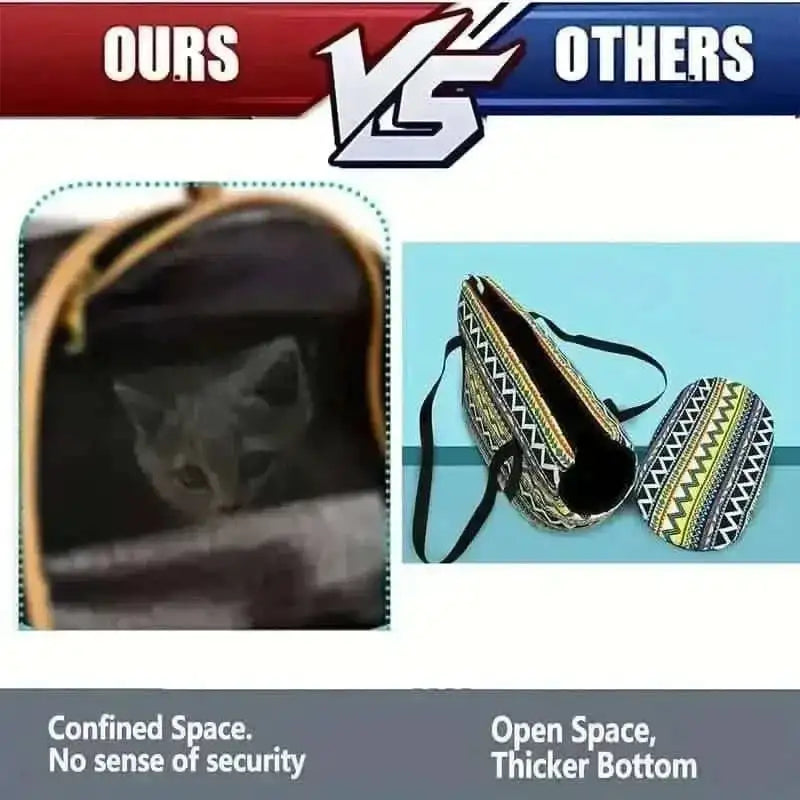 OURS VS OTHERS
Confined Space.
No sense of security
Open Space,
Thicker Bottom